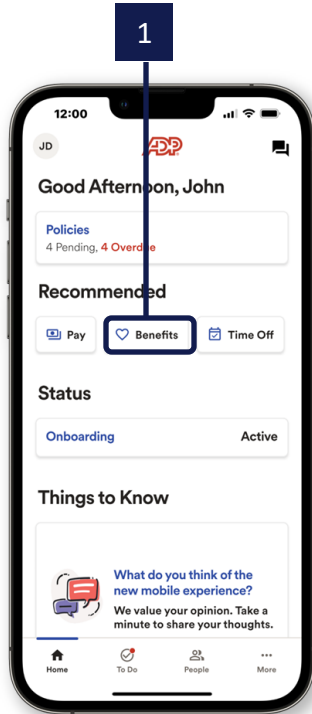 1
12:00
JD
ADP
Good Afternoon, John
Policies
4 Pending, 4 Overdue
Recommended
Pay
Benefits
Time Off
Status
Onboarding
Active
Things to Know
What do you think of the
new mobile experience?
We value your opinion. Take a
minute to share your thoughts.
Home
To Do
People
More